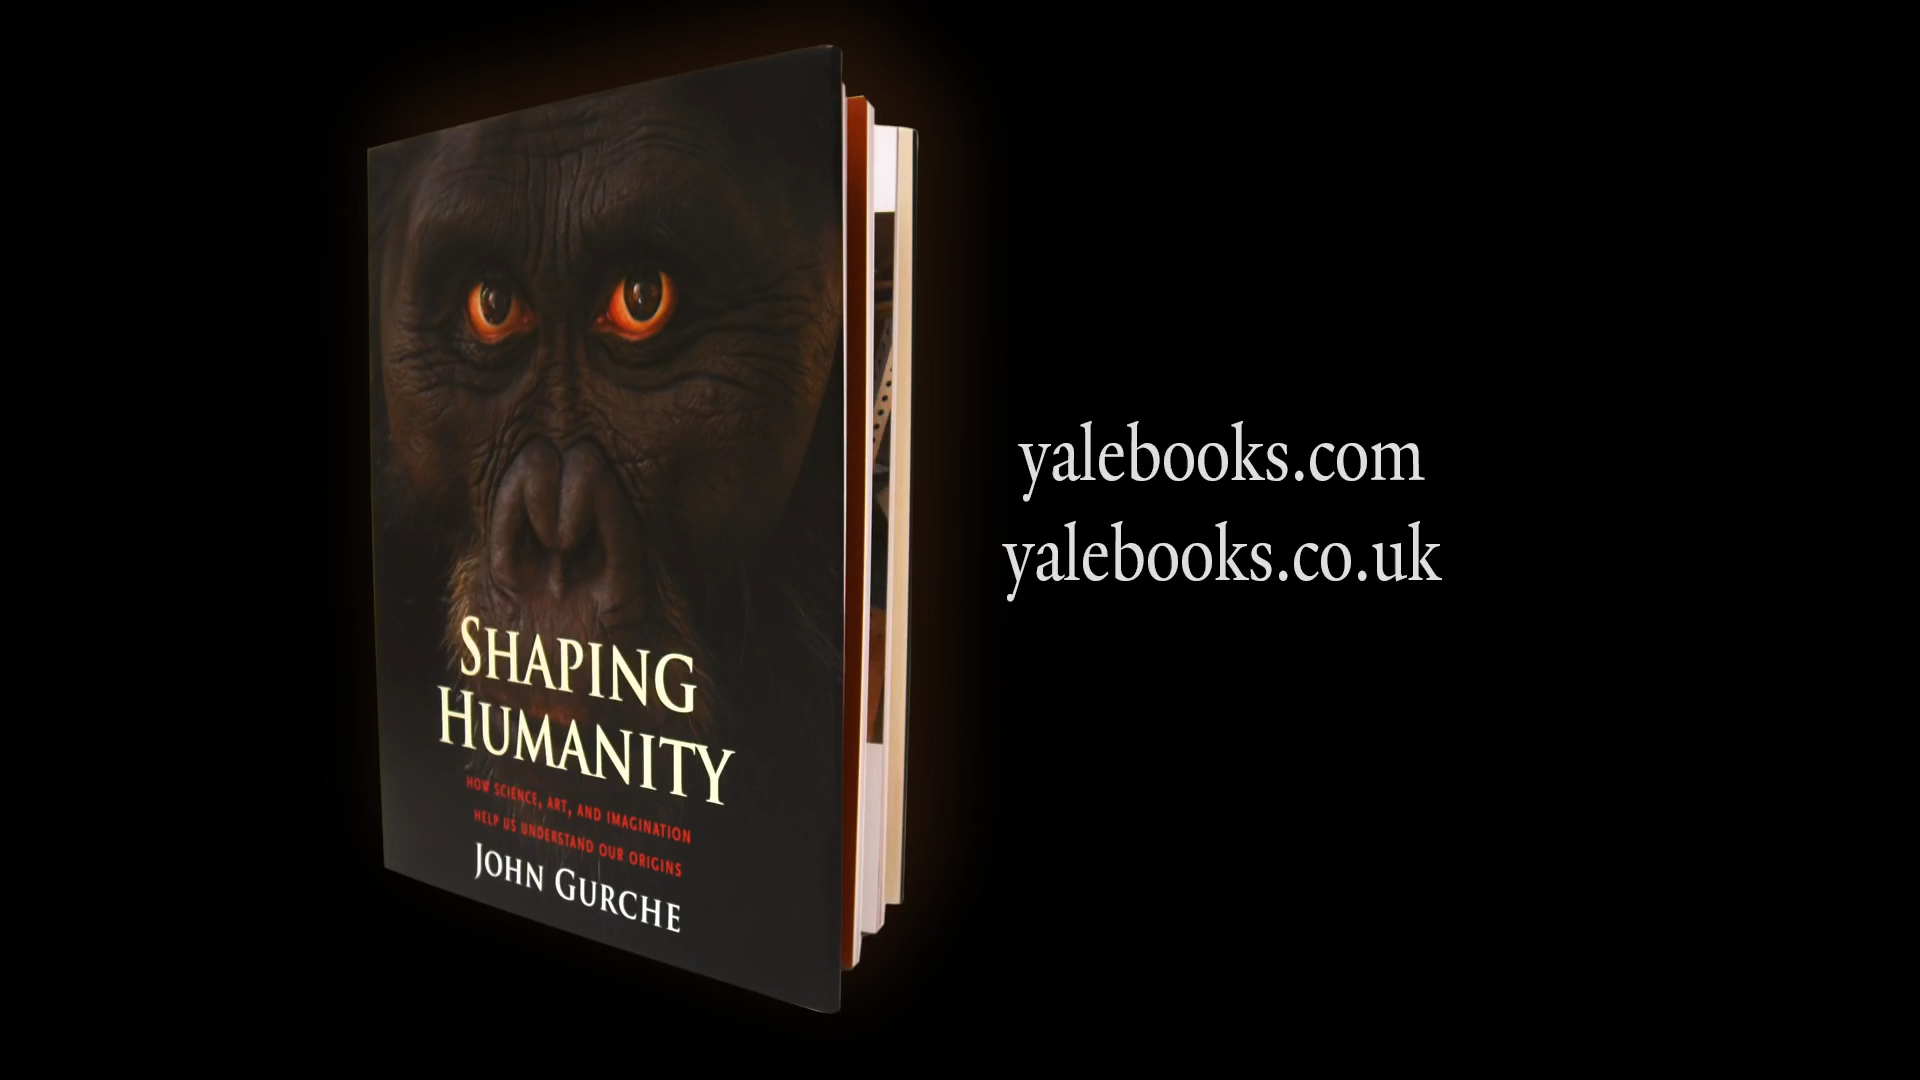 SHAPING
HUMANITY
HOW SCIENCE, ART, AND IMAGINATION
HELP US UNDERSTAND OUR ORIGINS
JOHN GURCHE
yalebooks.com
yalebooks.co.uk